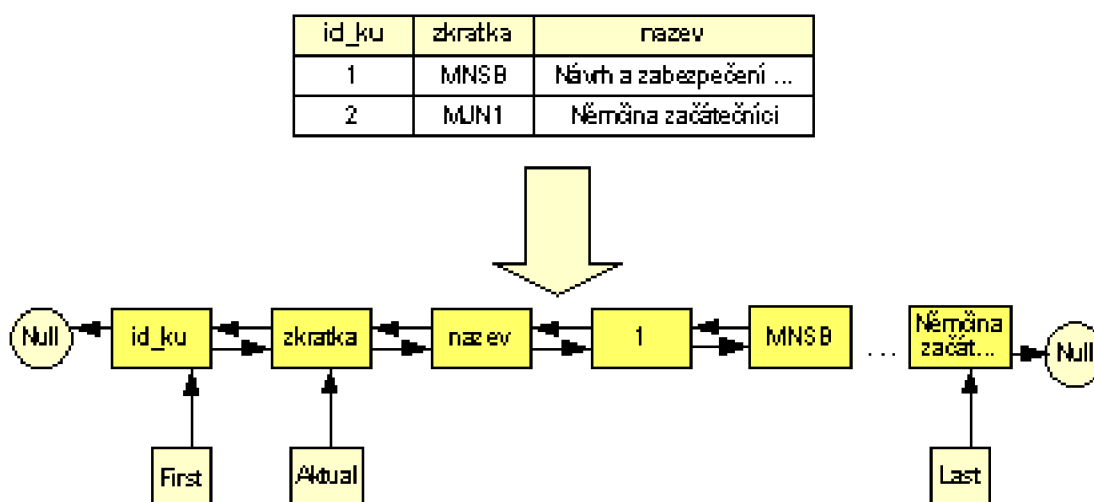 id_ku zkratka nazev
1 MNSB Návrh a zabezpečení ...
2 MJN1 Němčina začátečníci
Null id_ku zkratka nazev 1 MNSB ... Němčina začát... Null
First Aktual Last